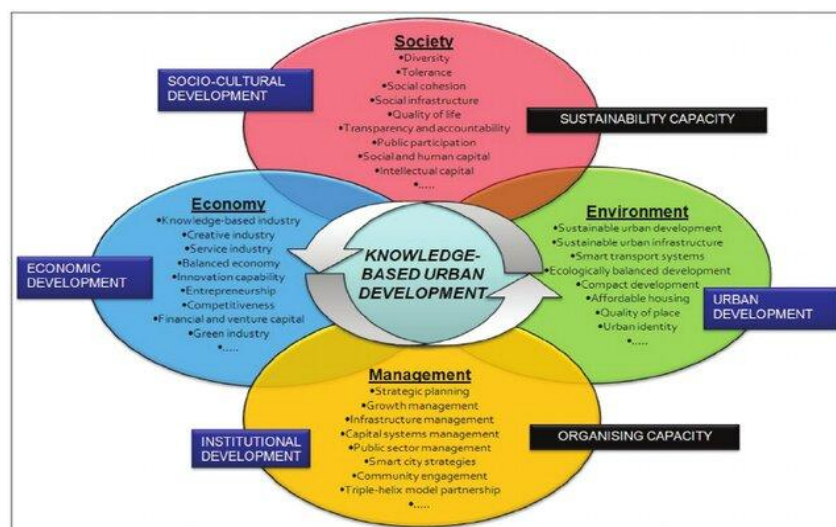 Society
•Diversity
•Tolerance
•Social cohesion
•Social infrastructure
•Quality of life
•Transparency and accountability
•Public participation
•Social and human capital
•Intellectual capital
•.....
SOCIO-CULTURAL
DEVELOPMENT
SUSTAINABILITY CAPACITY
Economy
•Knowledge-based industry
•Creative industry
•Service industry
•Balanced economy
•Innovation capability
•Entrepreneurship
•Competitiveness
•Financial and venture capital
•Green industry
•.....
ECONOMIC
DEVELOPMENT
KNOWLEDGE-
BASED URBAN
DEVELOPMENT
Environment
•Sustainable urban development
•Sustainable urban infrastructure
•Smart transport systems
•Ecologically balanced development
•Compact development
•Affordable housing
•Quality of place
•Urban identity
•.....
URBAN
DEVELOPMENT
Management
•Strategic planning
•Growth management
•Infrastructure management
•Capital systems management
•Public sector management
•Smart city strategies
•Community engagement
•Triple-helix model partnership
•.....
INSTITUTIONAL
DEVELOPMENT
ORGANISING CAPACITY